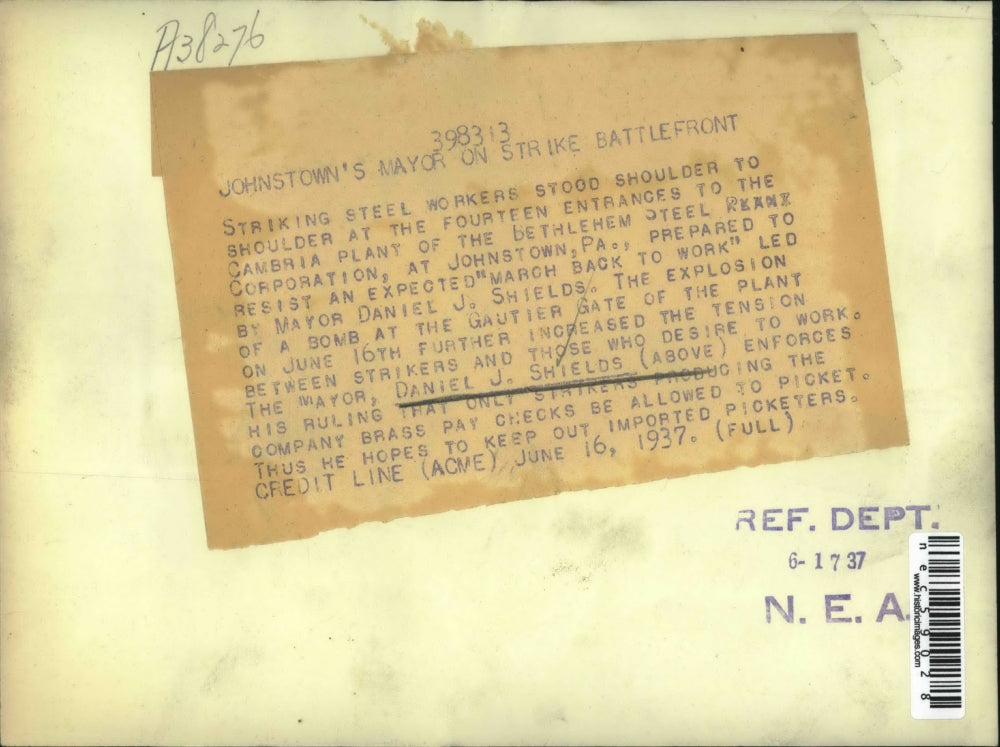 A38276
398313
JOHNSTOWN'S MAYOR ON STRIKE BATTLEFRONT
STRIKING STEEL WORKERS STOOD SHOULDER TO
SHOULDER AT THE FOURTEEN ENTRANCES TO THE
CAMBRIA PLANT OF THE BETHLEHEM STEEL
CORPORATION, AT JOHNSTOWN, PA., PREPARED TO
RESIST AN EXPECTED "MARCH BACK TO WORK" LED
BY MAYOR DANIEL J. SHIELDS. THE EXPLOSION
OF A BOMB AT THE GAUTIER GATE OF THE PLANT
ON JUNE 16TH FURTHER INCREASED THE TENSION
BETWEEN STRIKERS AND THOSE WHO DESIRE TO WORK.
THE MAYOR, DANIEL J. SHIELDS (ABOVE) ENFORCES
HIS RULING THAT ONLY STRIKERS PRODUCING THE
COMPANY BRASS PAY CHECKS BE ALLOWED TO PICKET.
THUS HE HOPES TO KEEP OUT IMPORTED PICKETERS.
CREDIT LINE (ACME) JUNE 16, 1937. (FULL)
REF. DEPT.
6-17 37
N. E. A.
nec59028
www.historicimages.com